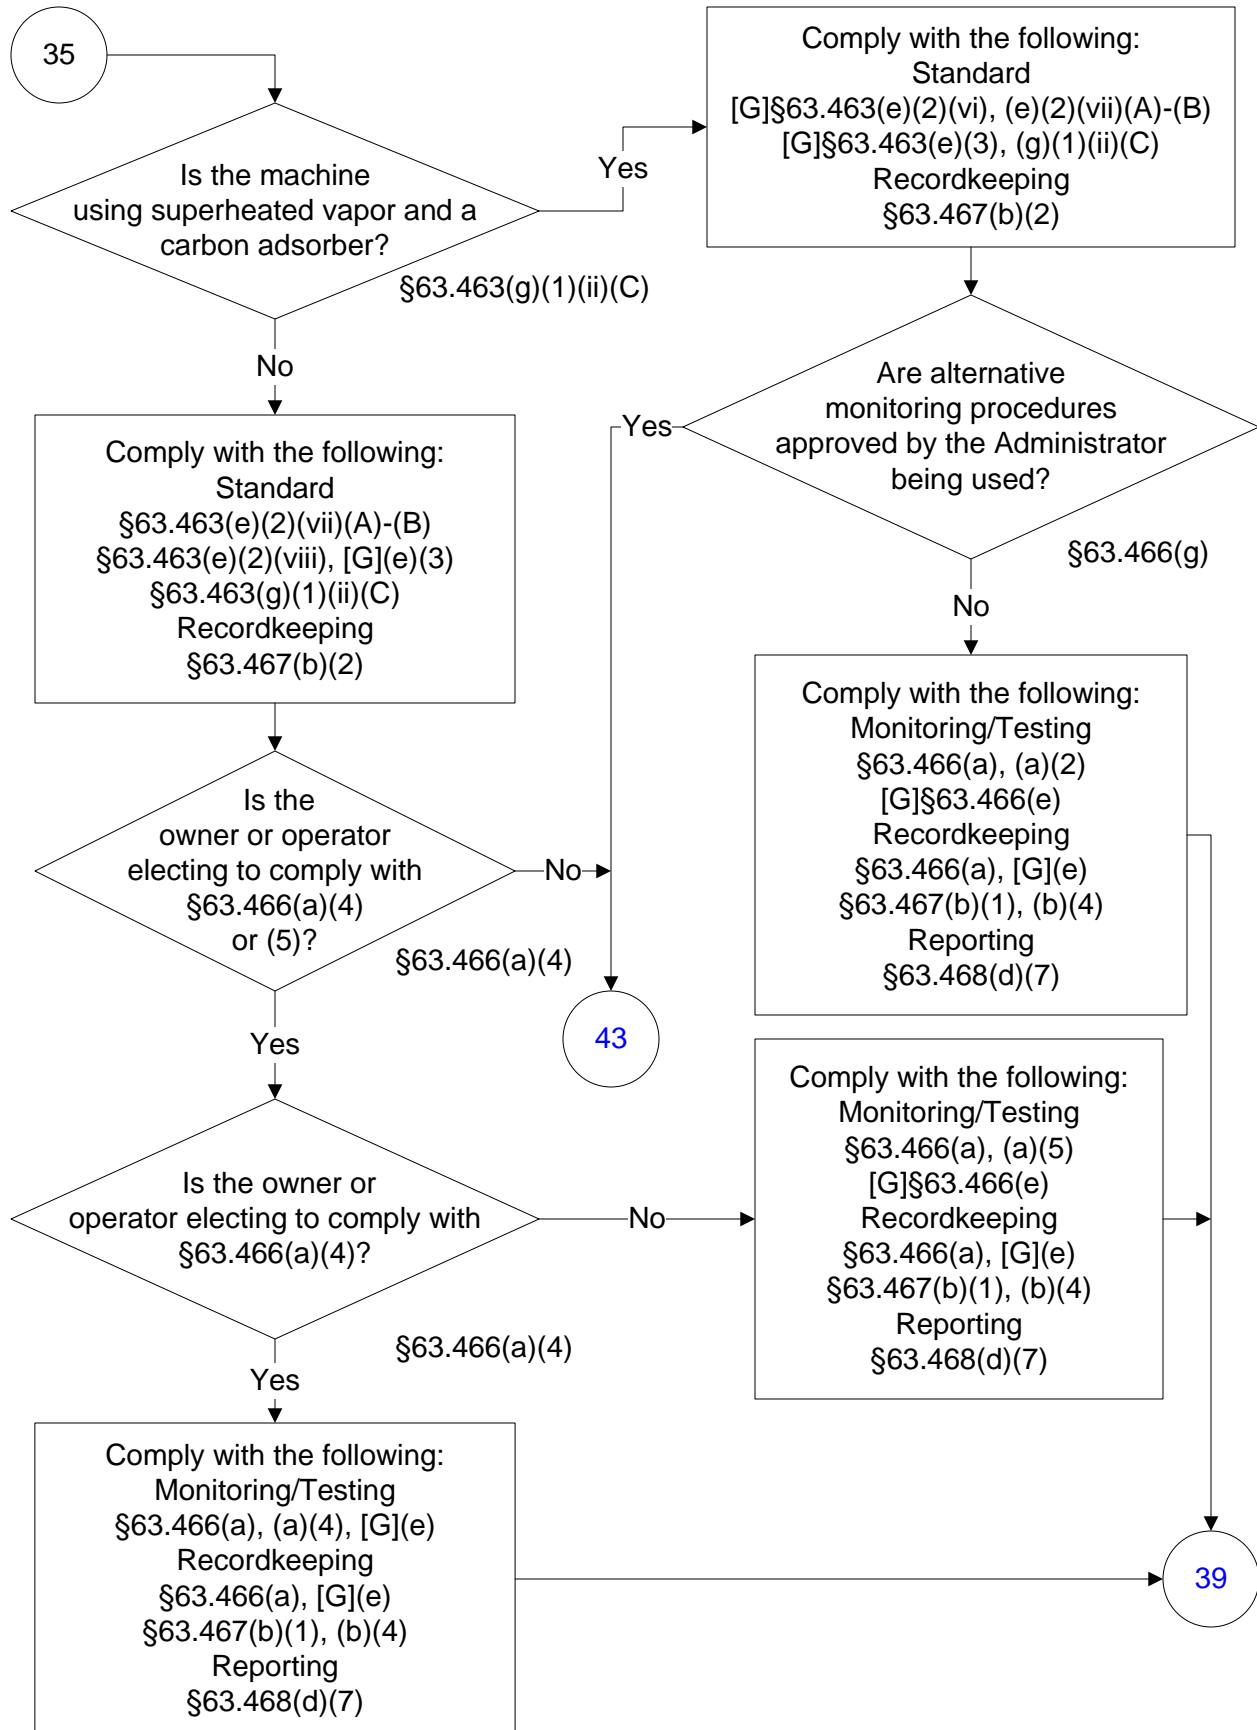 35
Is the machine
using superheated vapor and a
carbon adsorber?
§63.463(g)(1)(ii)(C)
Yes
Comply with the following:
Standard
[G]§63.463(e)(2)(vi), (e)(2)(vii)(A)-(B)
[G]§63.463(e)(3), (g)(1)(ii)(C)
Recordkeeping
§63.467(b)(2)
No
Comply with the following:
Standard
§63.463(e)(2)(vii)(A)-(B)
§63.463(e)(2)(viii), [G](e)(3)
§63.463(g)(1)(ii)(C)
Recordkeeping
§63.467(b)(2)
Are alternative
monitoring procedures
approved by the Administrator
being used?
§63.466(g)
Yes
No
Comply with the following:
Monitoring/Testing
§63.466(a), (a)(2)
[G]§63.466(e)
Recordkeeping
§63.466(a), [G](e)
§63.467(b)(1), (b)(4)
Reporting
§63.468(d)(7)
Is the
owner or operator
electing to comply with
§63.466(a)(4)
or (5)?
§63.466(a)(4)
No
43
Yes
Is the owner or
operator electing to comply with
§63.466(a)(4)?
§63.466(a)(4)
No
Comply with the following:
Monitoring/Testing
§63.466(a), (a)(5)
[G]§63.466(e)
Recordkeeping
§63.466(a), [G](e)
§63.467(b)(1), (b)(4)
Reporting
§63.468(d)(7)
Yes
Comply with the following:
Monitoring/Testing
§63.466(a), (a)(4), [G](e)
Recordkeeping
§63.466(a), [G](e)
§63.467(b)(1), (b)(4)
Reporting
§63.468(d)(7)
39